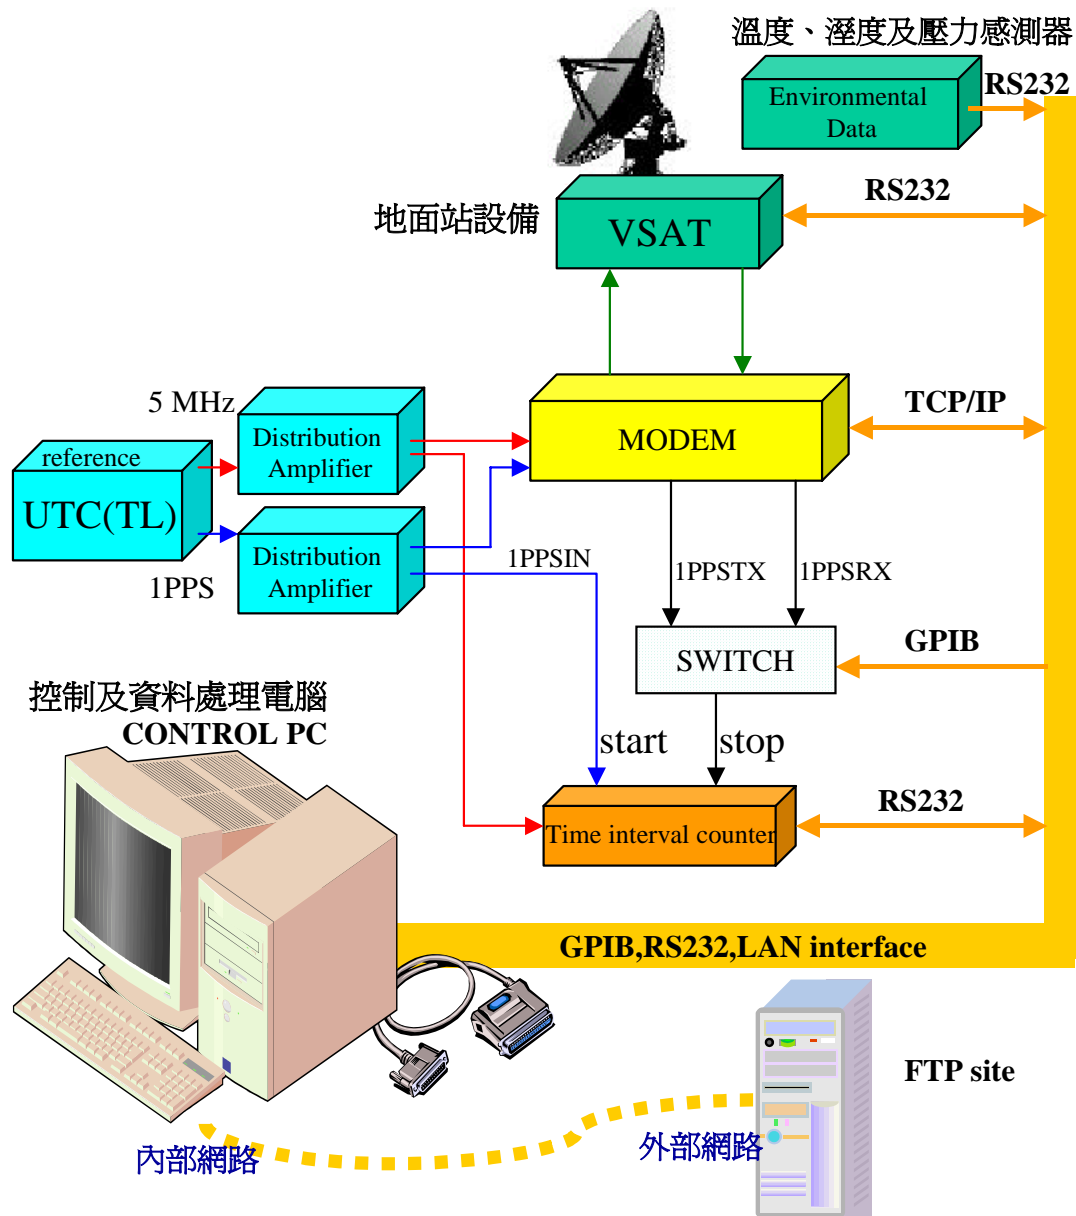 溫度、溼度及壓力感測器
RS232
Environmental
Data
RS232
地面站設備
VSAT
5 MHz
TCP/IP
Distribution
Amplifier
MODEM
reference
UTC(TL)
Distribution
Amplifier
1PPSIN
1PPSTX
1PPSRX
1PPS
GPIB
SWITCH
控制及資料處理電腦
CONTROL PC
start
stop
RS232
Time interval counter
GPIB,RS232,LAN interface
FTP site
內部網路
外部網路